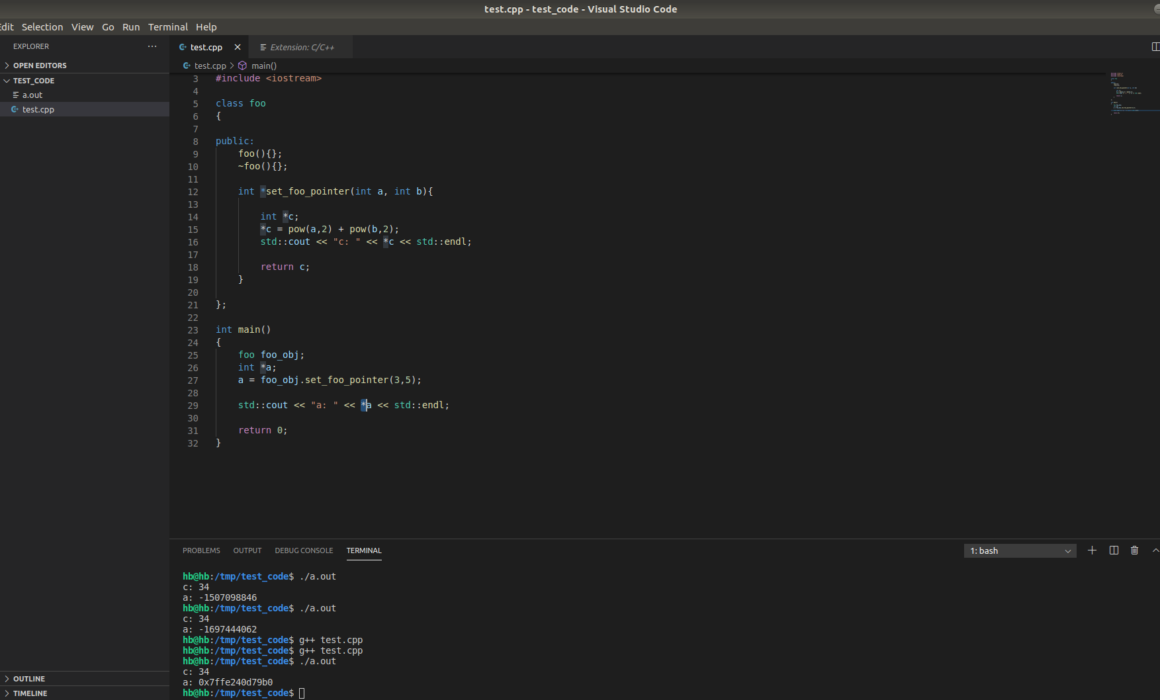 test.cpp - test_code - Visual Studio Code
dit Selection View Go Run Terminal Help
EXPLORER ···
OPEN EDITORS
TEST_CODE
a.out
test.cpp
test.cpp Extension: C/C++
test.cpp > main()
3 #include <iostream>
4
5 class foo
6 {
7
8 public:
9 foo(){};
10 ~foo(){};
11
12 int *set_foo_pointer(int a, int b){
13
14 int *c;
15 *c = pow(a,2) + pow(b,2);
16 std::cout << "c: " << *c << std::endl;
17
18 return c;
19 }
20
21 };
22
23 int main()
24 {
25 foo foo_obj;
26 int *a;
27 a = foo_obj.set_foo_pointer(3,5);
28
29 std::cout << "a: " << *a << std::endl;
30
31 return 0;
32 }
PROBLEMS OUTPUT DEBUG CONSOLE TERMINAL 1: bash
hb@hb:/tmp/test_code$ ./a.out
c: 34
a: -1507098846
hb@hb:/tmp/test_code$ ./a.out
c: 34
a: -1697444062
hb@hb:/tmp/test_code$ g++ test.cpp
hb@hb:/tmp/test_code$ g++ test.cpp
hb@hb:/tmp/test_code$ ./a.out
c: 34
a: 0x7ffe240d79b0
hb@hb:/tmp/test_code$
OUTLINE
TIMELINE